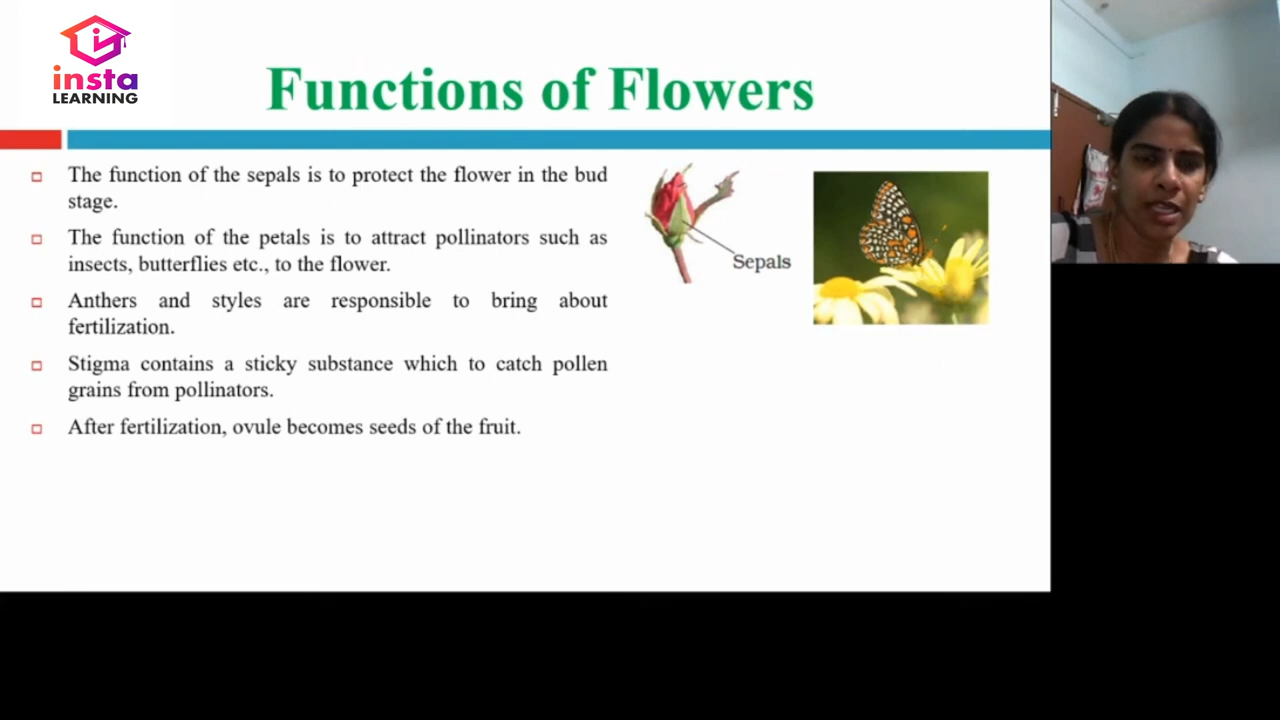 insta
LEARNING
Functions of Flowers
The function of the sepals is to protect the flower in the bud
stage.
The function of the petals is to attract pollinators such as
insects, butterflies etc., to the flower.
Anthers and styles are responsible to bring about
fertilization.
Stigma contains a sticky substance which to catch pollen
grains from pollinators.
After fertilization, ovule becomes seeds of the fruit.
Sepals